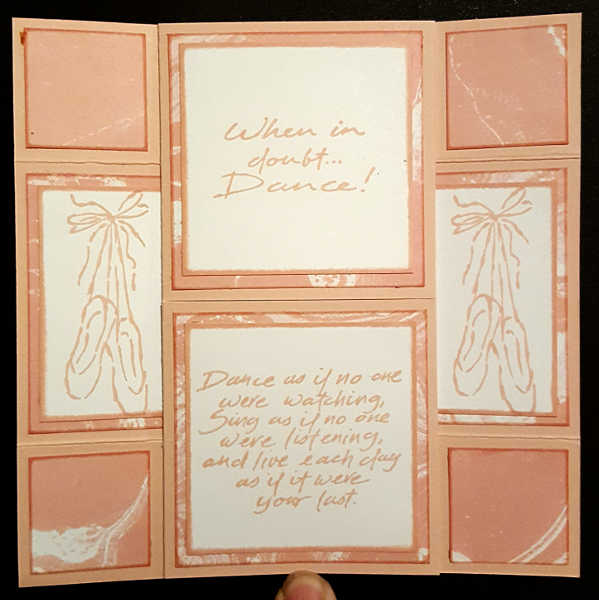 When in
doubt...
Dance!
Dance as if no one
were watching,
Sing as if no one
were listening,
and live each day
as if it were
your last.